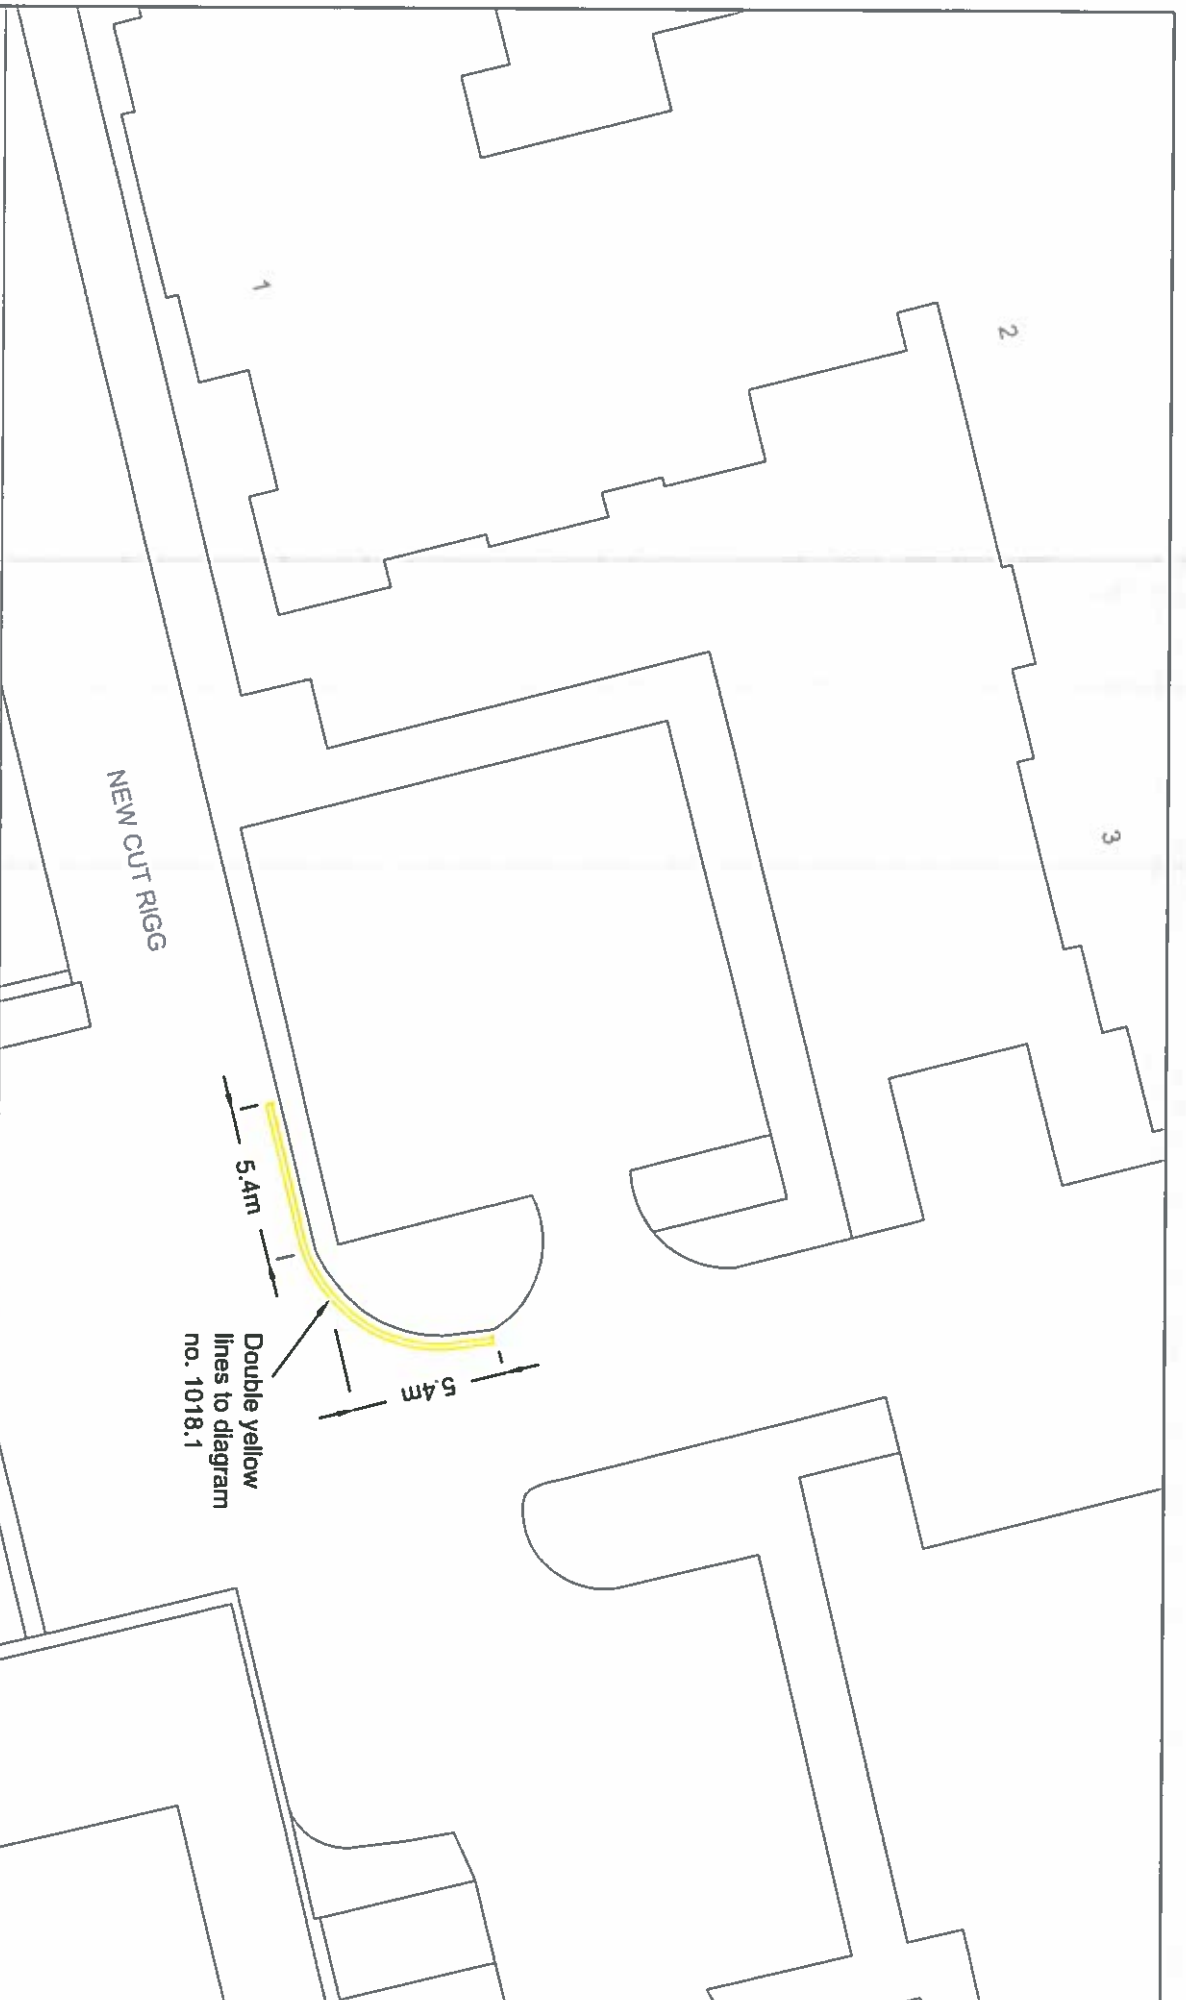 1
2
3
NEW CUT RIGG
5.4m
5.4m
Double yellow
lines to diagram
no. 1018.1